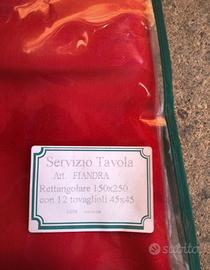 Servizio Tavola
Art. FIANDRA
Rettangolare 150x250
con 12 tovaglioli 45x45
subito